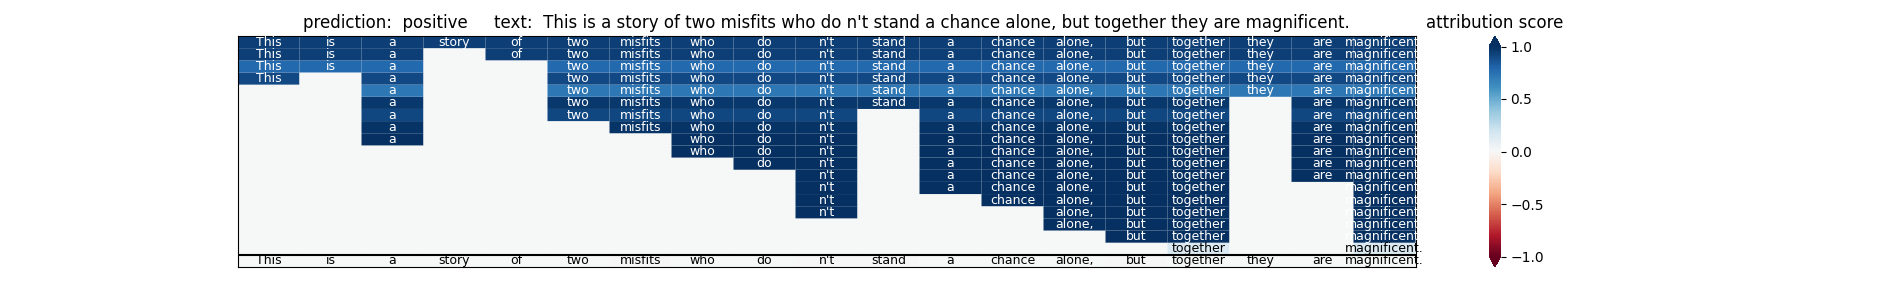 prediction: positive text: This is a story of two misfits who do n't stand a chance alone, but together they are magnificent.
attribution score
This is a story of two misfits who do n't stand a chance alone, but together they are magnificent
This is a of two misfits who do n't stand a chance alone, but together they are magnificent
This is a two misfits who do n't stand a chance alone, but together they are magnificent
This a two misfits who do n't stand a chance alone, but together they are magnificent
a two misfits who do n't stand a chance alone, but together they are magnificent
a two misfits who do n't stand a chance alone, but together are magnificent
a two misfits who do n't a chance alone, but together are magnificent
a misfits who do n't a chance alone, but together are magnificent
a who do n't a chance alone, but together are magnificent
who do n't a chance alone, but together are magnificent
do n't a chance alone, but together are magnificent
n't a chance alone, but together are magnificent
n't a chance alone, but together magnificent
n't chance alone, but together magnificent
n't alone, but together magnificent
alone, but together magnificent
but together magnificent
together magnificent.
This is a story of two misfits who do n't stand a chance alone, but together they are magnificent.
1.0
0.5
0.0
−0.5
−1.0